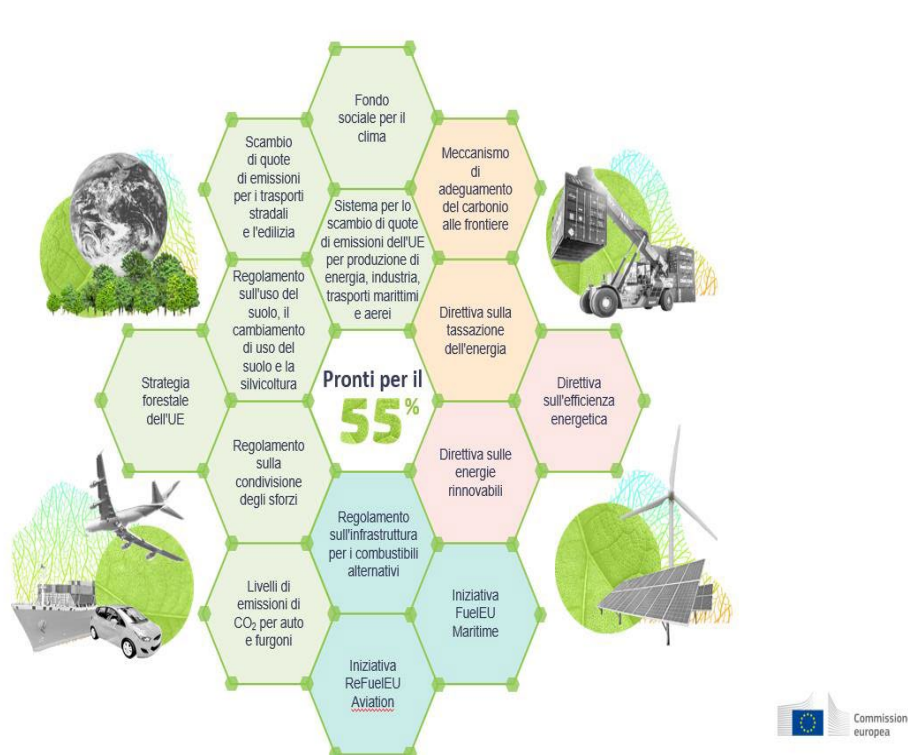 Fondo
sociale per il
clima
Scambio
di quote
di emissioni
per i trasporti
stradali
e l'edilizia
Meccanismo
di
adeguamento
del carbonio
alle frontiere
Sistema per lo
scambio di quote
di emissioni dell'UE
per produzione di
energia, industria,
trasporti marittimi
e aerei
Regolamento
sull'uso del
suolo, il
cambiamento
di uso del
suolo e la
silvicoltura
Direttiva sulla
tassazione
dell'energia
Strategia
forestale
dell'UE
Pronti per il
55%
Direttiva
sull'efficienza
energetica
Regolamento
sulla
condivisione
degli sforzi
Direttiva sulle
energie
rinnovabili
Regolamento
sull'infrastruttura
per i combustibili
alternativi
Livelli di
emissioni di
CO₂ per auto
e furgoni
Iniziativa
FuelEU
Maritime
Iniziativa
ReFuelEU
Aviation
Commission
europea